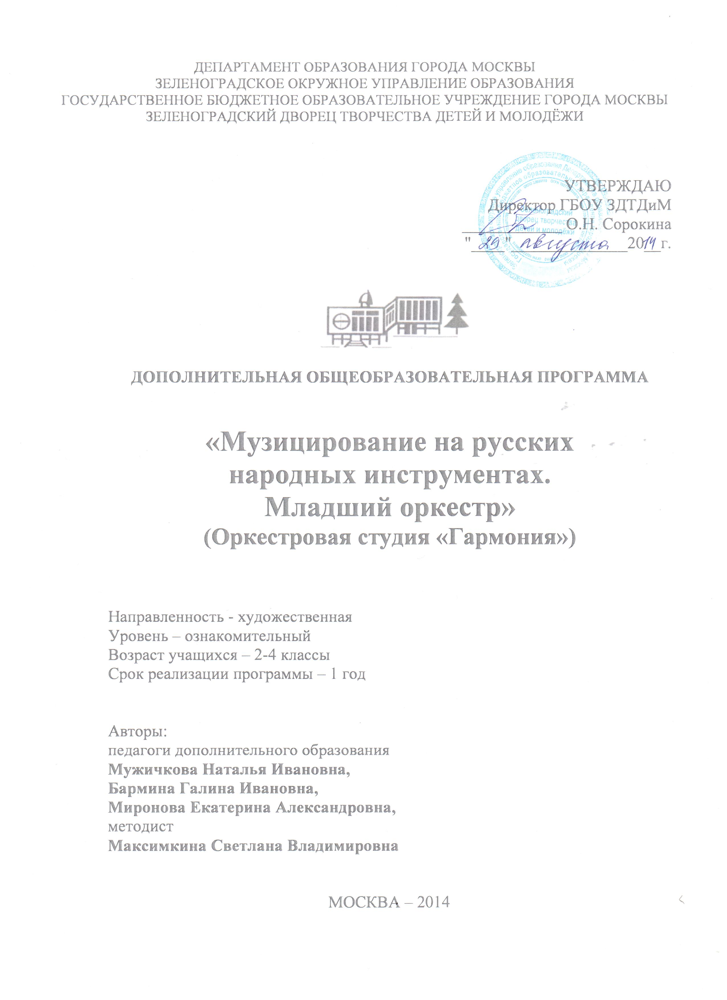 ДЕПАРТАМЕНТ ОБРАЗОВАНИЯ ГОРОДА МОСКВЫ
ЗЕЛЕНОГРАДСКОЕ ОКРУЖНОЕ УПРАВЛЕНИЕ ОБРАЗОВАНИЯ
ГОСУДАРСТВЕННОЕ БЮДЖЕТНОЕ ОБРАЗОВАТЕЛЬНОЕ УЧРЕЖДЕНИЕ ГОРОДА МОСКВЫ
ЗЕЛЕНОГРАДСКИЙ ДВОРЕЦ ТВОРЧЕСТВА ДЕТЕЙ И МОЛОДЁЖИ
УТВЕРЖДАЮ
Директор ГБОУ ЗДТДиМ
О.Н. Сорокина
"29" августа 2014 г.
Зеленоградский
дворец творчества
детей и молодёжи
ДОПОЛНИТЕЛЬНАЯ ОБЩЕОБРАЗОВАТЕЛЬНАЯ ПРОГРАММА
«Музицирование на русских
народных инструментах.
Младший оркестр»
(Оркестровая студия «Гармония»)
Направленность - художественная
Уровень – ознакомительный
Возраст учащихся – 2-4 классы
Срок реализации программы – 1 год
Авторы:
педагоги дополнительного образования
Мужичкова Наталья Ивановна,
Бармина Галина Ивановна,
Миронова Екатерина Александровна,
методист
Максимкина Светлана Владимировна
МОСКВА – 2014